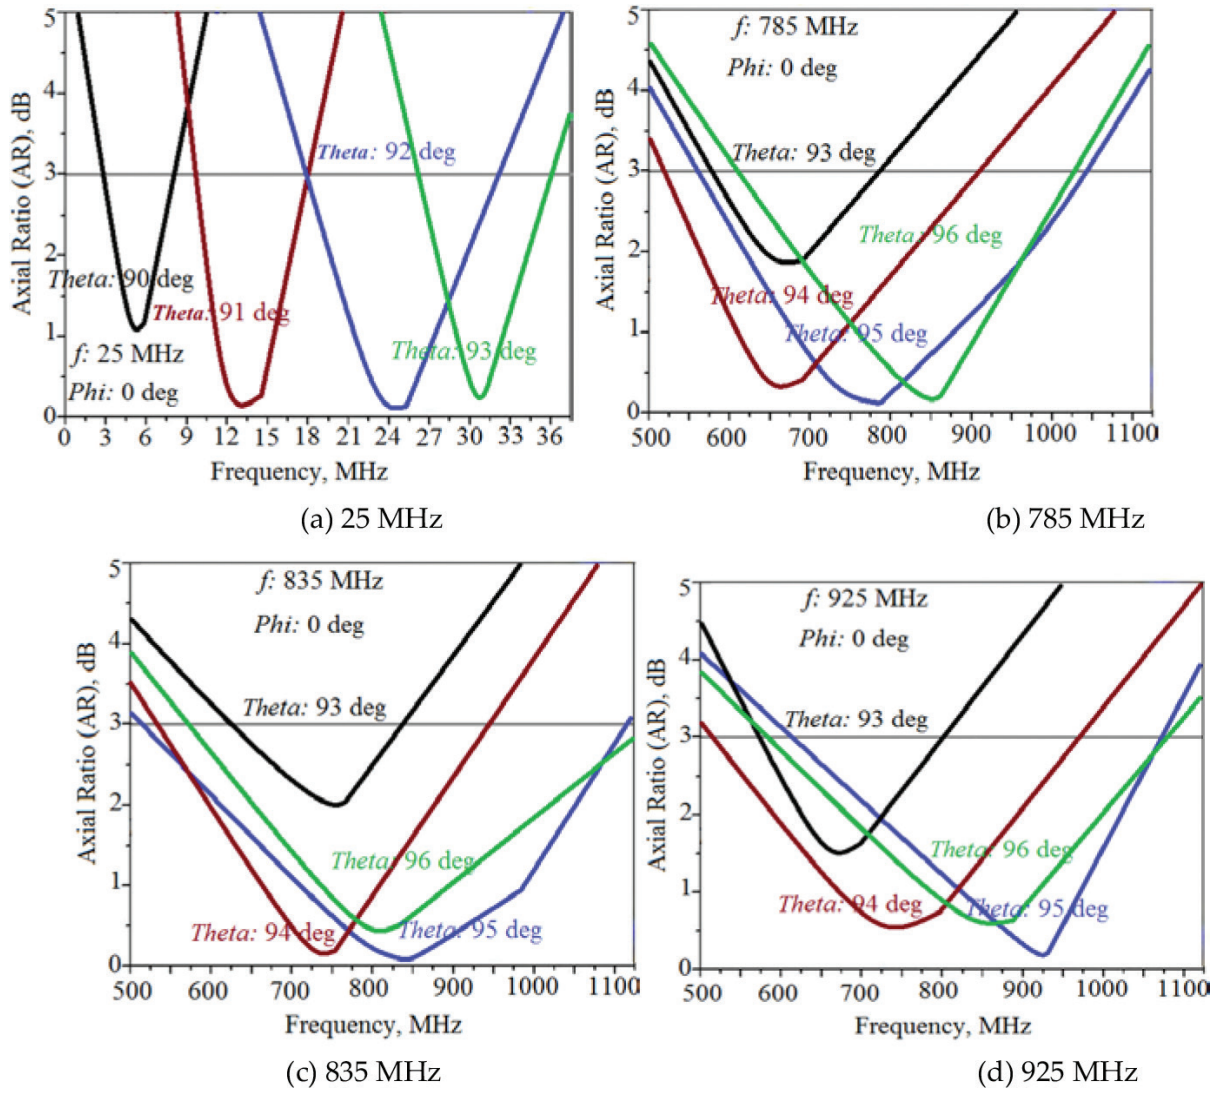 5
4
3
2
1
0
Axial Ratio (AR), dB
Theta: 92 deg
Theta: 90 deg
Theta: 91 deg
Theta: 93 deg
f: 25 MHz
Phi: 0 deg
0 3 6 9 12 15 18 21 24 27 30 33 36
Frequency, MHz
(a) 25 MHz
5
4
3
2
1
0
Axial Ratio (AR), dB
f: 785 MHz
Phi: 0 deg
Theta: 93 deg
Theta: 96 deg
Theta: 94 deg
Theta: 95 deg
500 600 700 800 900 1000 1100
Frequency, MHz
(b) 785 MHz
5
4
3
2
1
0
Axial Ratio (AR), dB
f: 835 MHz
Phi: 0 deg
Theta: 93 deg
Theta: 96 deg
Theta: 94 deg
Theta: 95 deg
500 600 700 800 900 1000 1100
Frequency, MHz
(c) 835 MHz
5
4
3
2
1
0
Axial Ratio (AR), dB
f: 925 MHz
Phi: 0 deg
Theta: 93 deg
Theta: 96 deg
Theta: 94 deg
Theta: 95 deg
500 600 700 800 900 1000 1100
Frequency, MHz
(d) 925 MHz